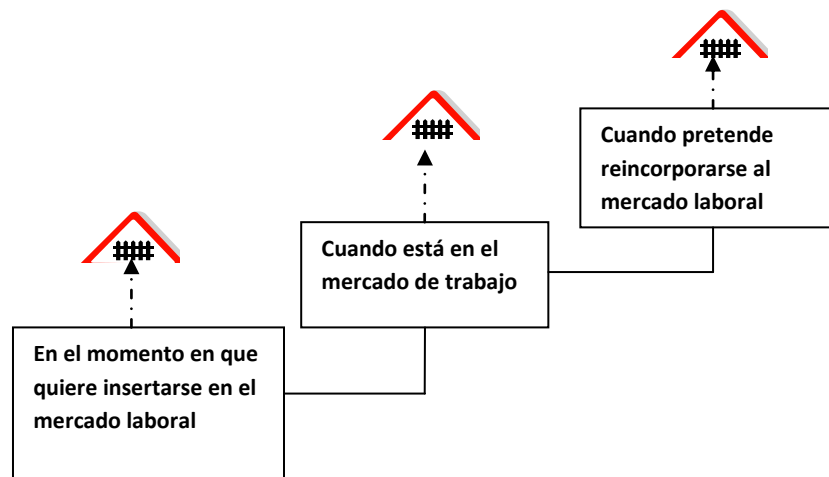 Cuando pretende
reincorporarse al
mercado laboral
Cuando está en el
mercado de trabajo
En el momento en que
quiere insertarse en el
mercado laboral